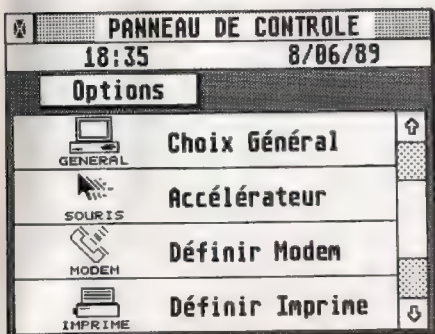 PANNEAU DE CONTROLE
18:35 8/06/89
Options
GENERAL Choix Général
SOURIS Accélérateur
MODEM Définir Modem
IMPRIME Définir Imprime